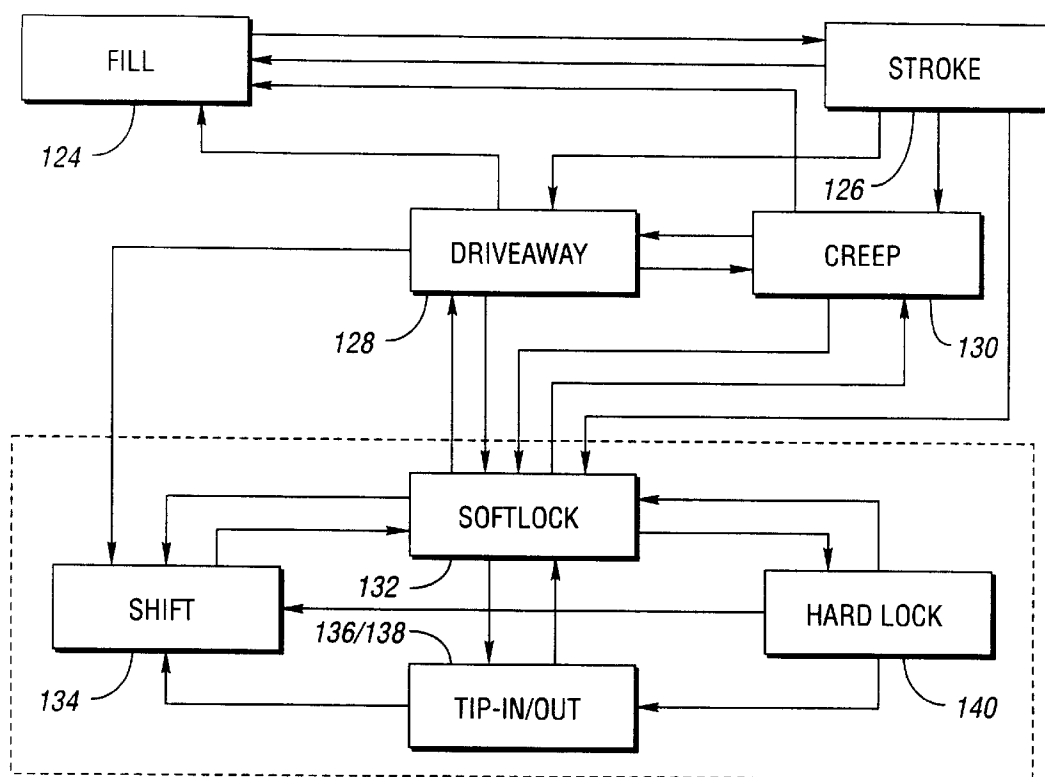 FILL
STROKE
124
126
DRIVEAWAY
CREEP
128
130
SOFTLOCK
132
SHIFT
HARD LOCK
136/138
134
TIP-IN/OUT
140